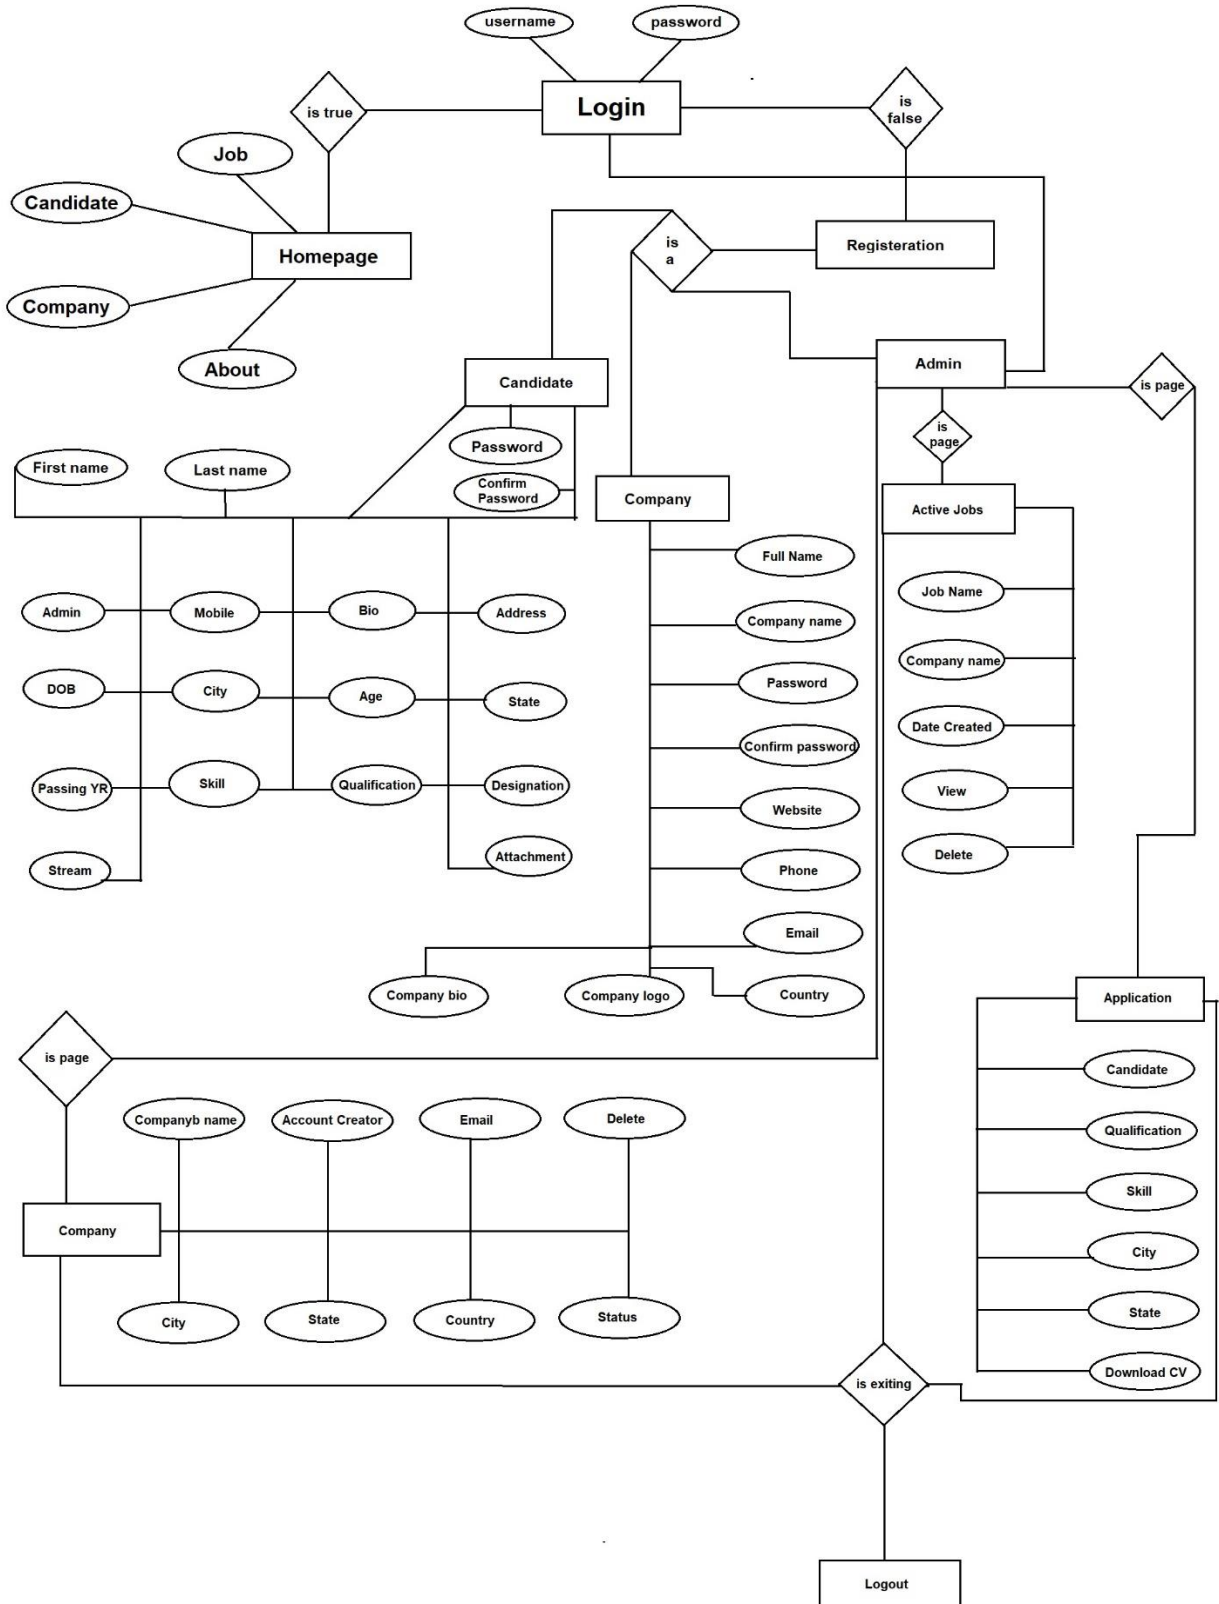 username
password
Login
is true
is
false
Job
Candidate
Homepage
Company
About
is
a
Registeration
Candidate
Password
Confirm
Password
Admin
is page
is
page
First name
Last name
Company
Active Jobs
Full Name
Company name
Password
Confirm password
Website
Phone
Email
Country
Company logo
Company bio
Job Name
Company name
Date Created
View
Delete
Admin
Mobile
Bio
Address
DOB
City
Age
State
Passing YR
Skill
Qualification
Designation
Stream
Attachment
Application
Candidate
Qualification
Skill
City
State
Download CV
is page
Companyb name
Account Creator
Email
Delete
Company
City
State
Country
Status
is exiting
Logout